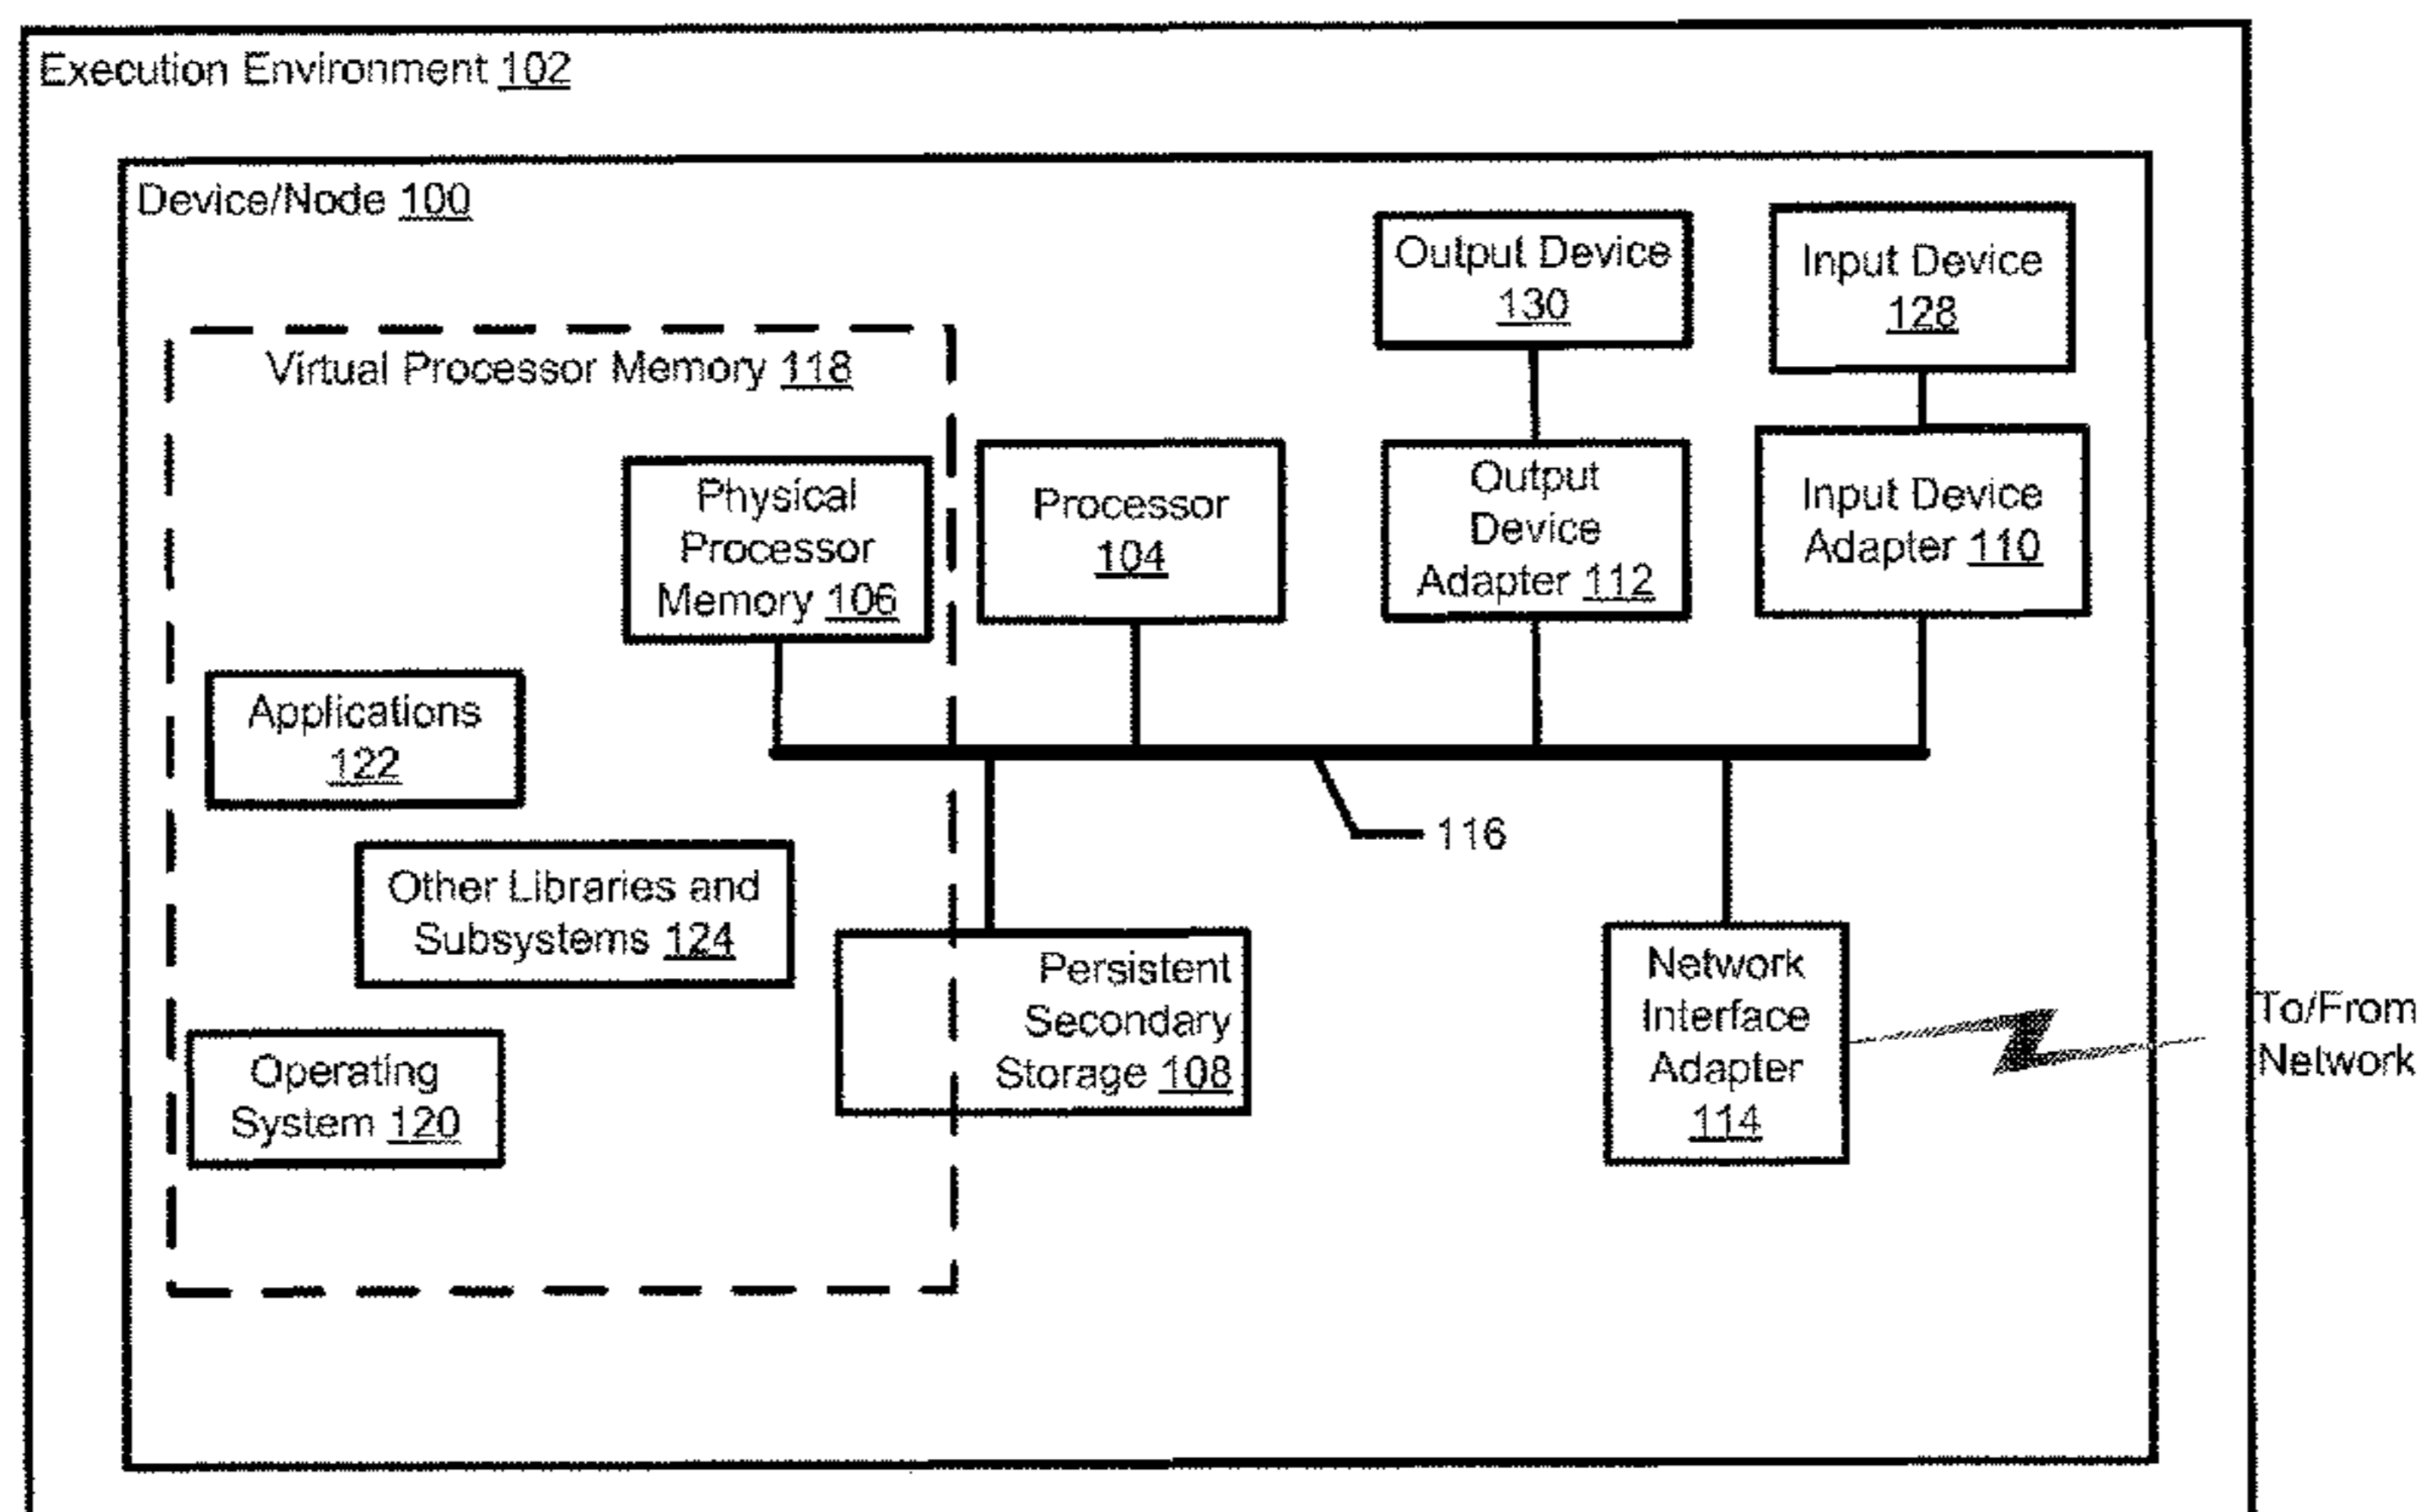 Execution Environment 102
Device/Node 100
Output Device
130
Input Device
128
Virtual Processor Memory 118
Physical
Processor
Memory 106
Processor
104
Output
Device
Adapter 112
Input Device
Adapter 110
Applications
122
116
Other Libraries and
Subsystems 124
Persistent
Secondary
Storage 108
Network
Interface
Adapter
114
To/From
Network
Operating
System 120